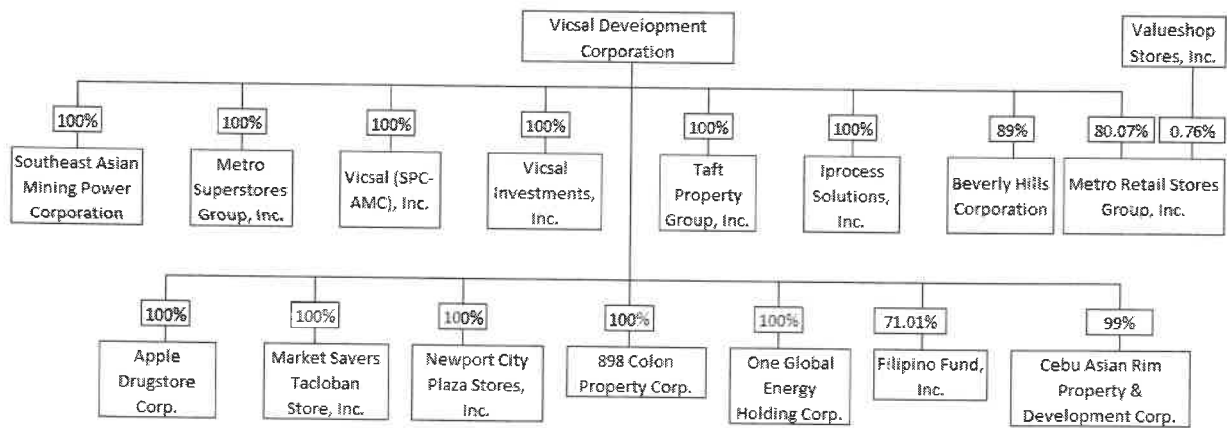 Vicsal Development
Corporation
Valueshop
Stores, Inc.
100%
100%
100%
100%
100%
100%
89%
80.07%
0.76%
Southeast Asian
Mining Power
Corporation
Metro
Superstores
Group, Inc.
Vicsal (SPC-
AMC), Inc.
Vicsal
Investments,
Inc.
Taft
Property
Group, Inc.
Iprocess
Solutions,
Inc.
Beverly Hills
Corporation
Metro Retail Stores
Group, Inc.
100%
100%
100%
100%
100%
71.01%
99%
Apple
Drugstore
Corp.
Market Savers
Tacloban
Store, Inc.
Newport City
Plaza Stores,
Inc.
898 Colon
Property Corp.
One Global
Energy
Holding Corp.
Filipino Fund,
Inc.
Cebu Asian Rim
Property &
Development Corp.